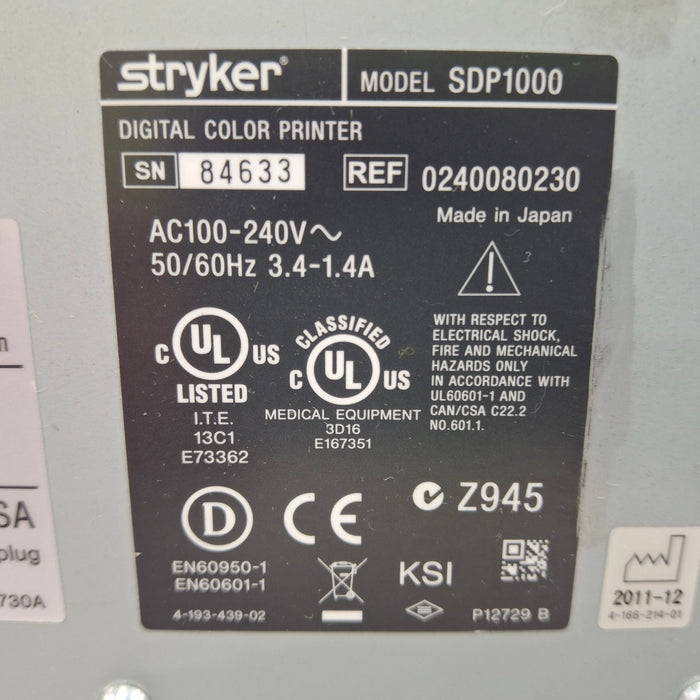 stryker®
MODEL SDP1000
DIGITAL COLOR PRINTER
SN 84633 REF 0240080230
Made in Japan
AC100-240V~
50/60Hz 3.4-1.4A
C UL US
LISTED
I.T.E.
13C1
E73362
CLASSIFIED
C UL US
MEDICAL EQUIPMENT
3D16
E167351
WITH RESPECT TO
ELECTRICAL SHOCK,
FIRE AND MECHANICAL
HAZARDS ONLY
IN ACCORDANCE WITH
UL60601-1 AND
CAN/CSA C22.2
NO.601.1.
D
CE
Z945
EN60950-1
EN60601-1
KSI
4-193-439-02
P12729 B
2011-12
4-166-214-01
n
SA
plug
730A